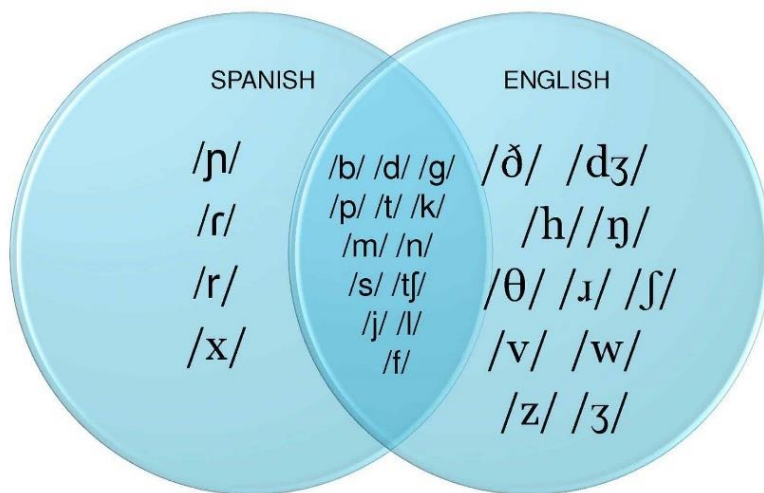 SPANISH
/ɲ/
/ɾ/
/r/
/x/
/b/ /d/ /g/
/p/ /t/ /k/
/m/ /n/
/s/ /tʃ/
/j/ /l/
/f/
ENGLISH
/ð/ /dʒ/
/h/ /ŋ/
/θ/ /ɹ/ /ʃ/
/v/ /w/
/z/ /ʒ/